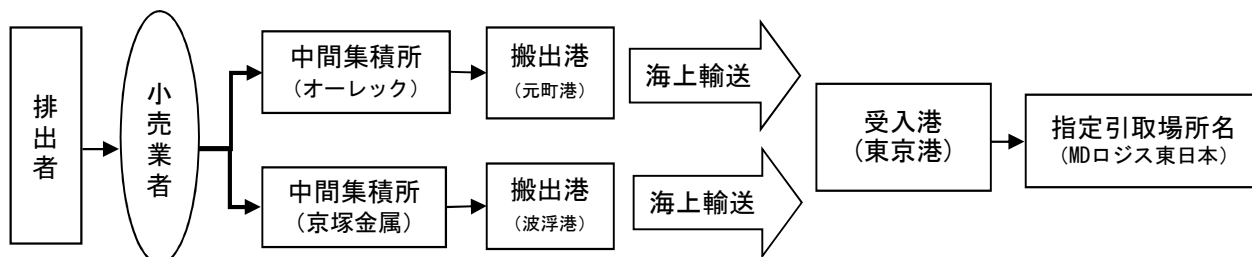 排出者
小売業者
中間集積所
（オーレック）
搬出港
（元町港）
海上輸送
中間集積所
（京塚金属）
搬出港
（波浮港）
海上輸送
受入港
（東京港）
指定引取場所名
（MDロジス東日本）